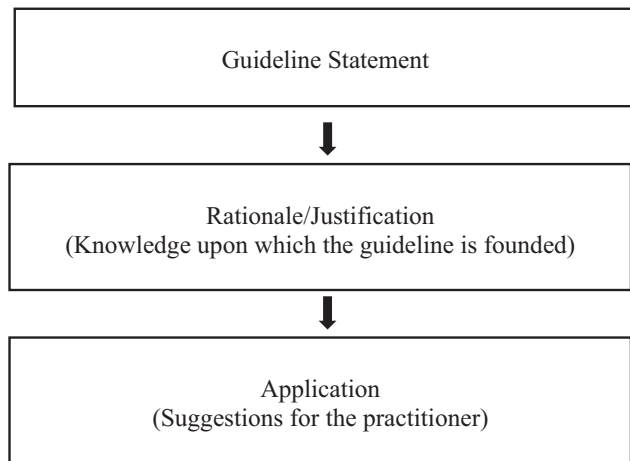 Guideline Statement
Rationale/Justification
(Knowledge upon which the guideline is founded)
Application
(Suggestions for the practitioner)